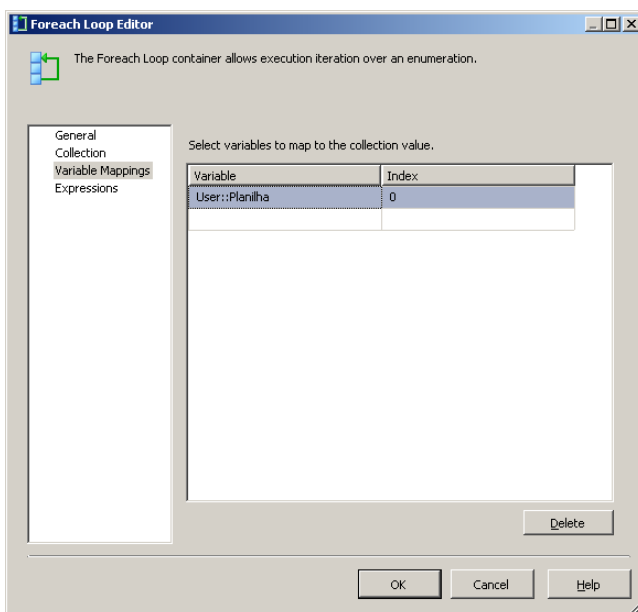 Foreach Loop Editor
The Foreach Loop container allows execution iteration over an enumeration.
General
Collection
Variable Mappings
Expressions
Select variables to map to the collection value.
Variable Index
User::Planilha 0
Delete
OK Cancel Help